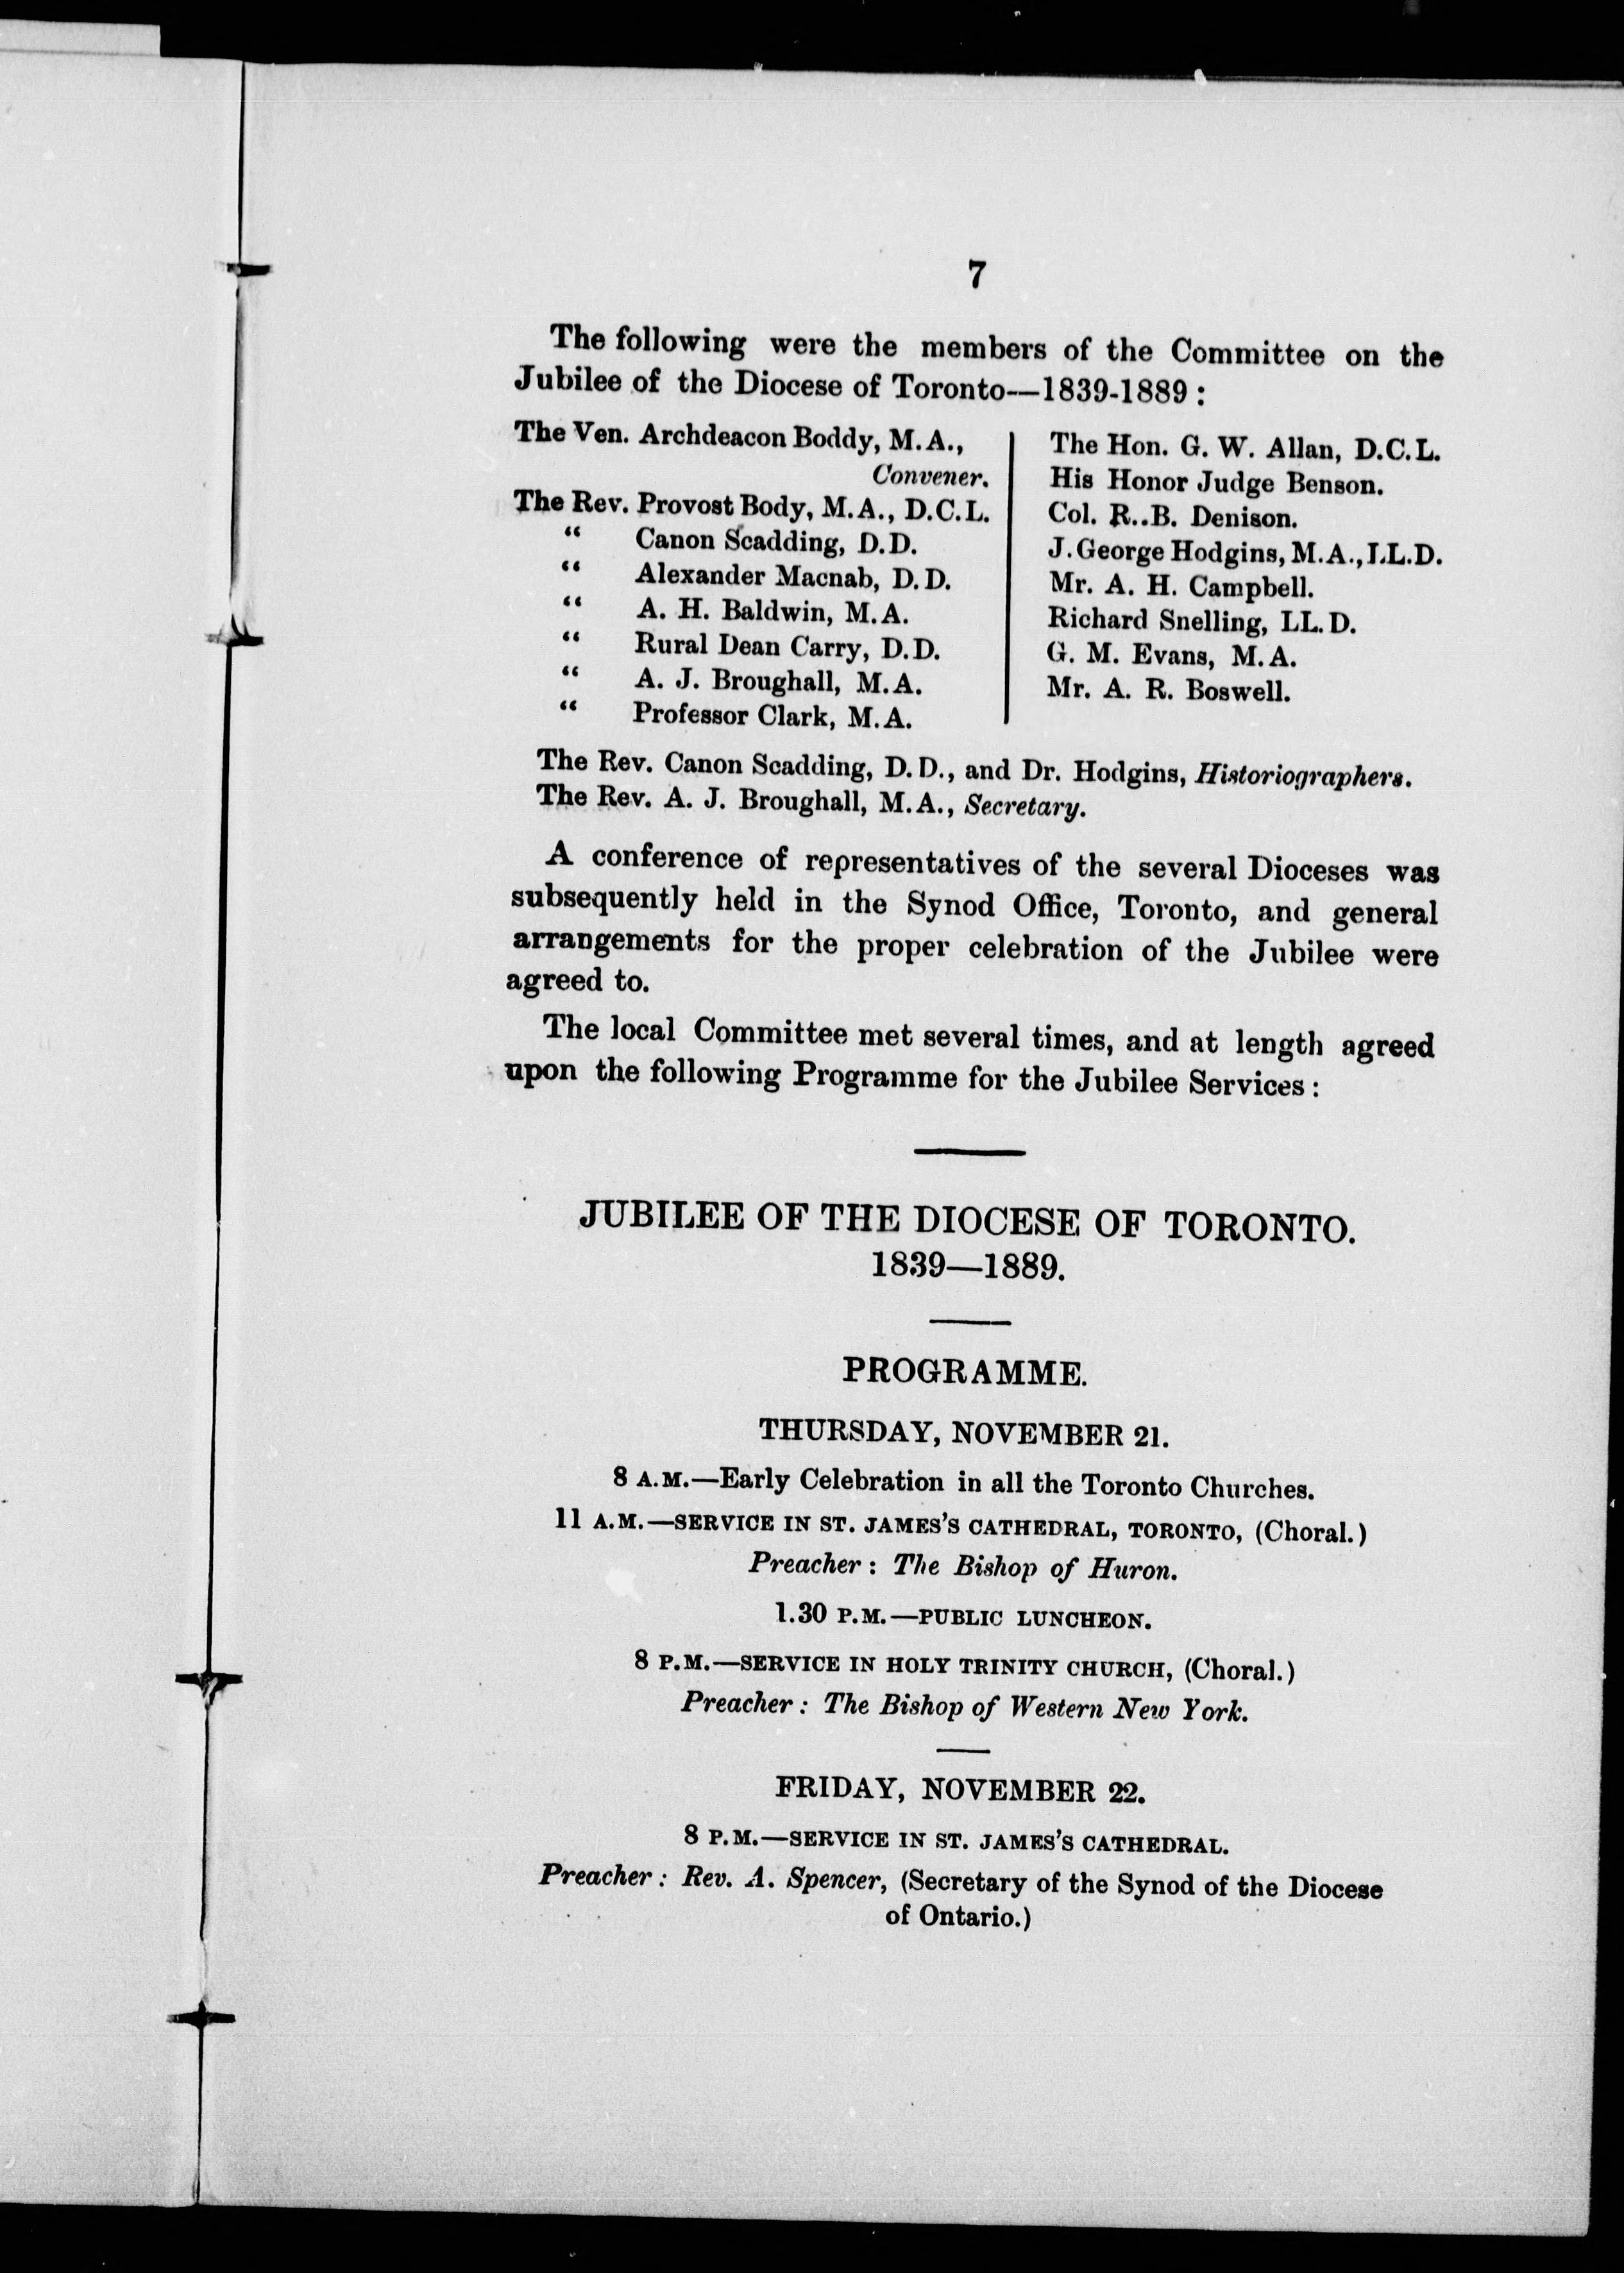 7
The following were the members of the Committee on the
Jubilee of the Diocese of Toronto—1839-1889 :
The Ven. Archdeacon Boddy, M.A.,
Convener.
The Rev. Provost Body, M.A., D.C.L.
“ Canon Scadding, D.D.
“ Alexander Macnab, D.D.
“ A. H. Baldwin, M.A.
“ Rural Dean Carry, D.D.
“ A. J. Broughall, M.A.
“ Professor Clark, M.A.
The Hon. G. W. Allan, D.C.L.
His Honor Judge Benson.
Col. R..B. Denison.
J. George Hodgins, M.A., LL.D.
Mr. A. H. Campbell.
Richard Snelling, LL.D.
G. M. Evans, M.A.
Mr. A. R. Boswell.
The Rev. Canon Scadding, D.D., and Dr. Hodgins, Historiographers.
The Rev. A. J. Broughall, M.A., Secretary.
A conference of representatives of the several Dioceses was
subsequently held in the Synod Office, Toronto, and general
arrangements for the proper celebration of the Jubilee were
agreed to.
The local Committee met several times, and at length agreed
upon the following Programme for the Jubilee Services :
JUBILEE OF THE DIOCESE OF TORONTO.
1839—1889.
PROGRAMME.
THURSDAY, NOVEMBER 21.
8 A.M.—Early Celebration in all the Toronto Churches.
11 A.M.—SERVICE IN ST. JAMES'S CATHEDRAL, TORONTO, (Choral.)
Preacher : The Bishop of Huron.
1.30 P.M.—PUBLIC LUNCHEON.
8 P.M.—SERVICE IN HOLY TRINITY CHURCH, (Choral.)
Preacher : The Bishop of Western New York.
FRIDAY, NOVEMBER 22.
8 P.M.—SERVICE IN ST. JAMES'S CATHEDRAL.
Preacher : Rev. A. Spencer, (Secretary of the Synod of the Diocese
of Ontario.)